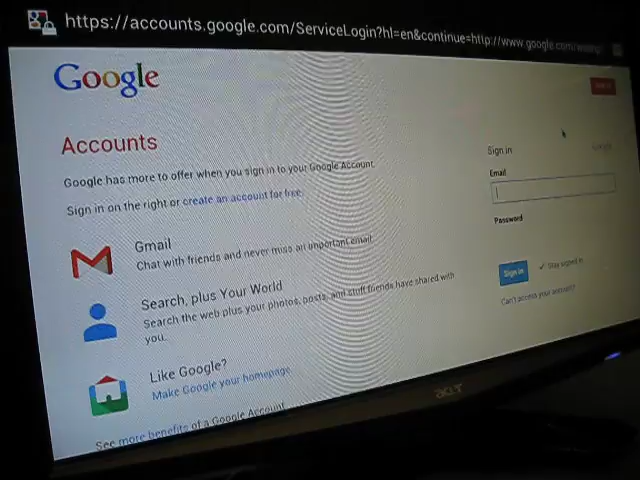 https://accounts.google.com/ServiceLogin?hl=en&continue=http://www.google.com/
Google
Accounts
Google has more to offer when you sign in to your Google Account.
Sign in on the right or create an account for free.
Gmail
Chat with friends and never miss an important email.
Search, plus Your World
Search the web plus your photos, posts, and stuff friends have shared with
you.
Like Google?
Make Google your homepage
See more benefits of a Google Account
Sign in
Email
Password
Sign in
Stay signed in
Can't access your account?
acer